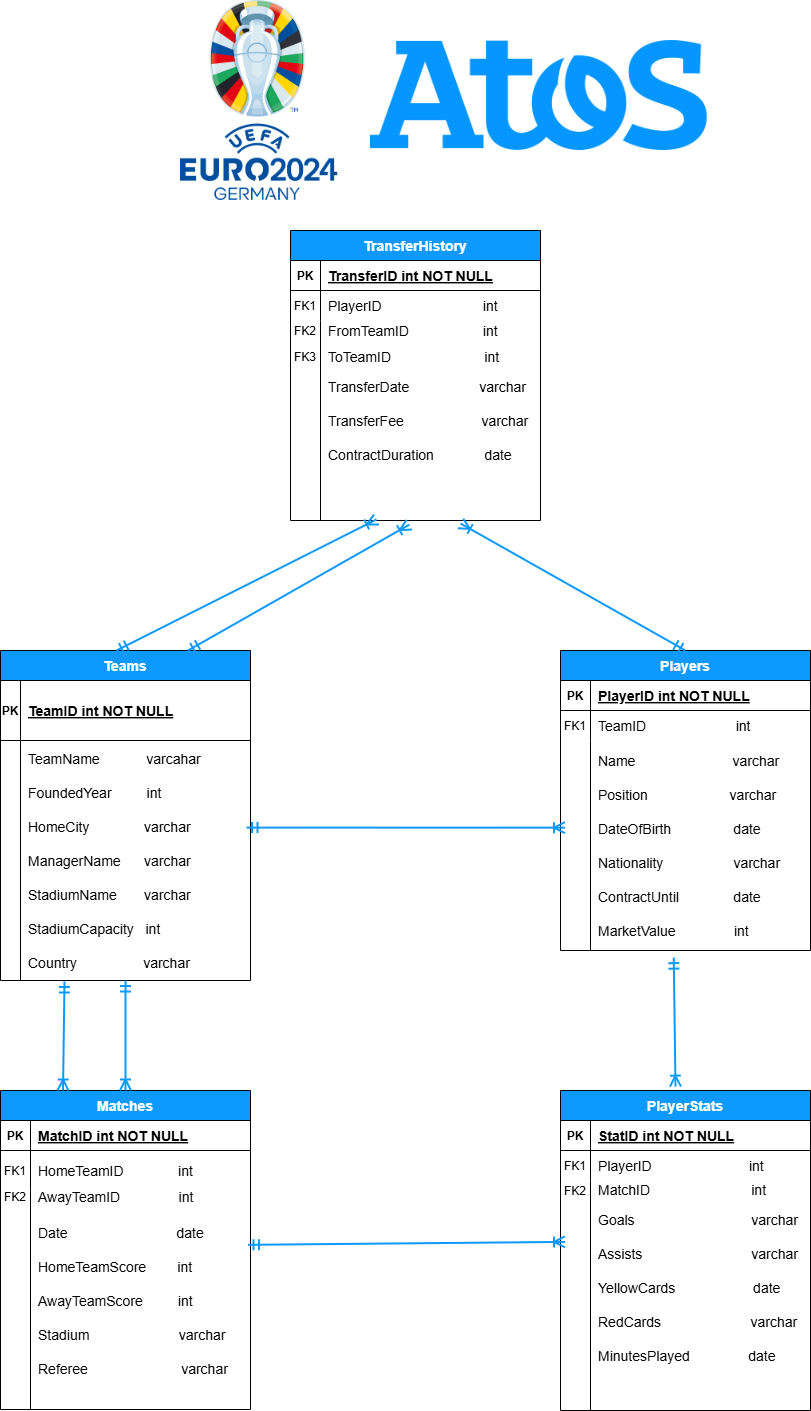 TM
UEFA
EURO2024
GERMANY
Atos
TransferHistory
PK TransferID int NOT NULL
FK1 PlayerID int
FK2 FromTeamID int
FK3 ToTeamID int
TransferDate varchar
TransferFee varchar
ContractDuration date
Teams
PK TeamID int NOT NULL
TeamName varcahar
FoundedYear int
HomeCity varchar
ManagerName varchar
StadiumName varchar
StadiumCapacity int
Country varchar
Players
PK PlayerID int NOT NULL
FK1 TeamID int
Name varchar
Position varchar
DateOfBirth date
Nationality varchar
ContractUntil date
MarketValue int
Matches
PK MatchID int NOT NULL
FK1 HomeTeamID int
FK2 AwayTeamID int
Date date
HomeTeamScore int
AwayTeamScore int
Stadium varchar
Referee varchar
PlayerStats
PK StatID int NOT NULL
FK1 PlayerID int
FK2 MatchID int
Goals varchar
Assists varchar
YellowCards date
RedCards varchar
MinutesPlayed date